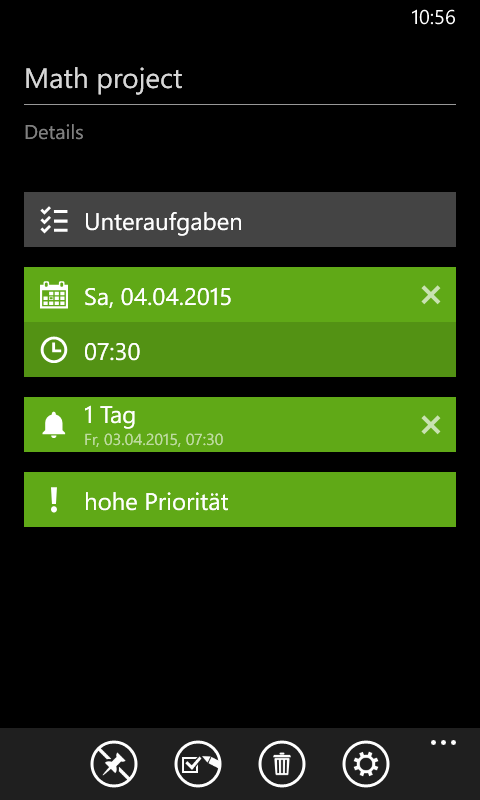 10:56
Math project
Details
Unteraufgaben
Sa, 04.04.2015
07:30
1 Tag
Fr, 03.04.2015, 07:30
hohe Priorität